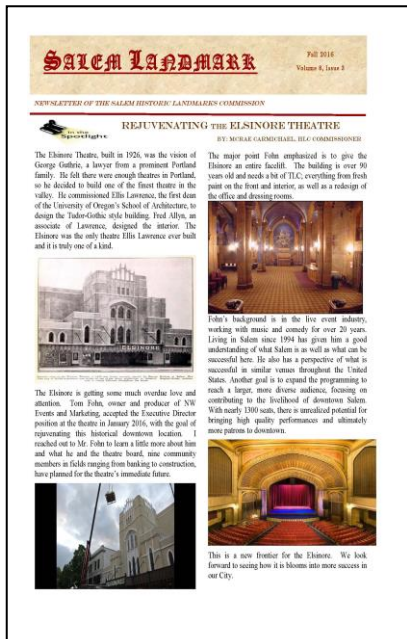 SALEM LANDMARK
Fall 2016
Volume 6, Issue 3
NEWSLETTER OF THE SALEM HISTORIC LANDMARKS COMMISSION
In the
Spotlight
REJUVENATING THE ELSINORE THEATRE
BY: MCRAE CARMICHAEL, HLC COMMISSIONER
The Elsinore Theatre, built in 1926, was the vision of
George Guthrie, a lawyer from a prominent Portland
family. He felt there were enough theatres in Portland,
so he decided to build one of the finest theatre in the
valley. He commissioned Ellis Lawrence, the first dean
of the University of Oregon's School of Architecture, to
design the Tudor-Gothic style building. Fred Allyn, an
associate of Lawrence, designed the interior. The
Elsinore was the only theatre Ellis Lawrence ever built
and it is truly one of a kind.
ELSINORE
The Elsinore is getting some much overdue love and
attention. Tom Fohn, owner and producer of NW
Events and Marketing, accepted the Executive Director
position at the theatre in January 2016, with the goal of
rejuvenating this historical downtown location. I
reached out to Mr. Fohn to learn a little more about him
and what he and the theatre board, nine community
members in fields ranging from banking to construction,
have planned for the theatre's immediate future.
The major point Fohn emphasized is to give the
Elsinore an entire facelift. The building is over 90
years old and needs a bit of TLC; everything from fresh
paint on the front and interior, as well as a redesign of
the office and dressing rooms.
Fohn's background is in the live event industry,
working with music and comedy for over 20 years.
Living in Salem since 1994 has given him a good
understanding of what Salem is as well as what can be
successful here. He also has a perspective of what is
successful in similar venues throughout the United
States. Another goal is to expand the programming to
reach a larger, more diverse audience, focusing on
contributing to the livelihood of downtown Salem.
With nearly 1300 seats, there is unrealized potential for
bringing high quality performances and ultimately
more patrons to downtown.
This is a new frontier for the Elsinore. We look
forward to seeing how it is blooms into more success in
our City.